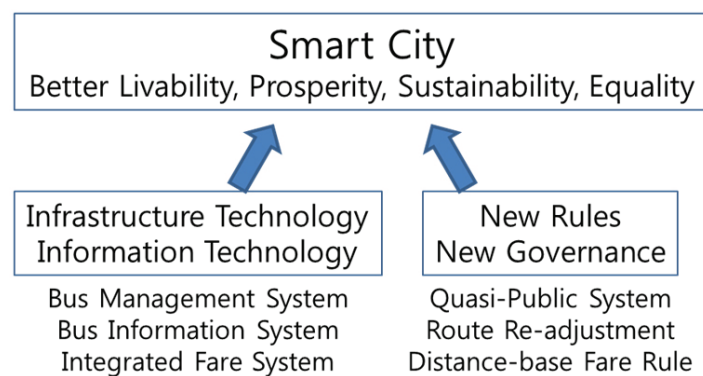 Smart City
Better Livability, Prosperity, Sustainability, Equality
Infrastructure Technology
Information Technology
Bus Management System
Bus Information System
Integrated Fare System
New Rules
New Governance
Quasi-Public System
Route Re-adjustment
Distance-base Fare Rule